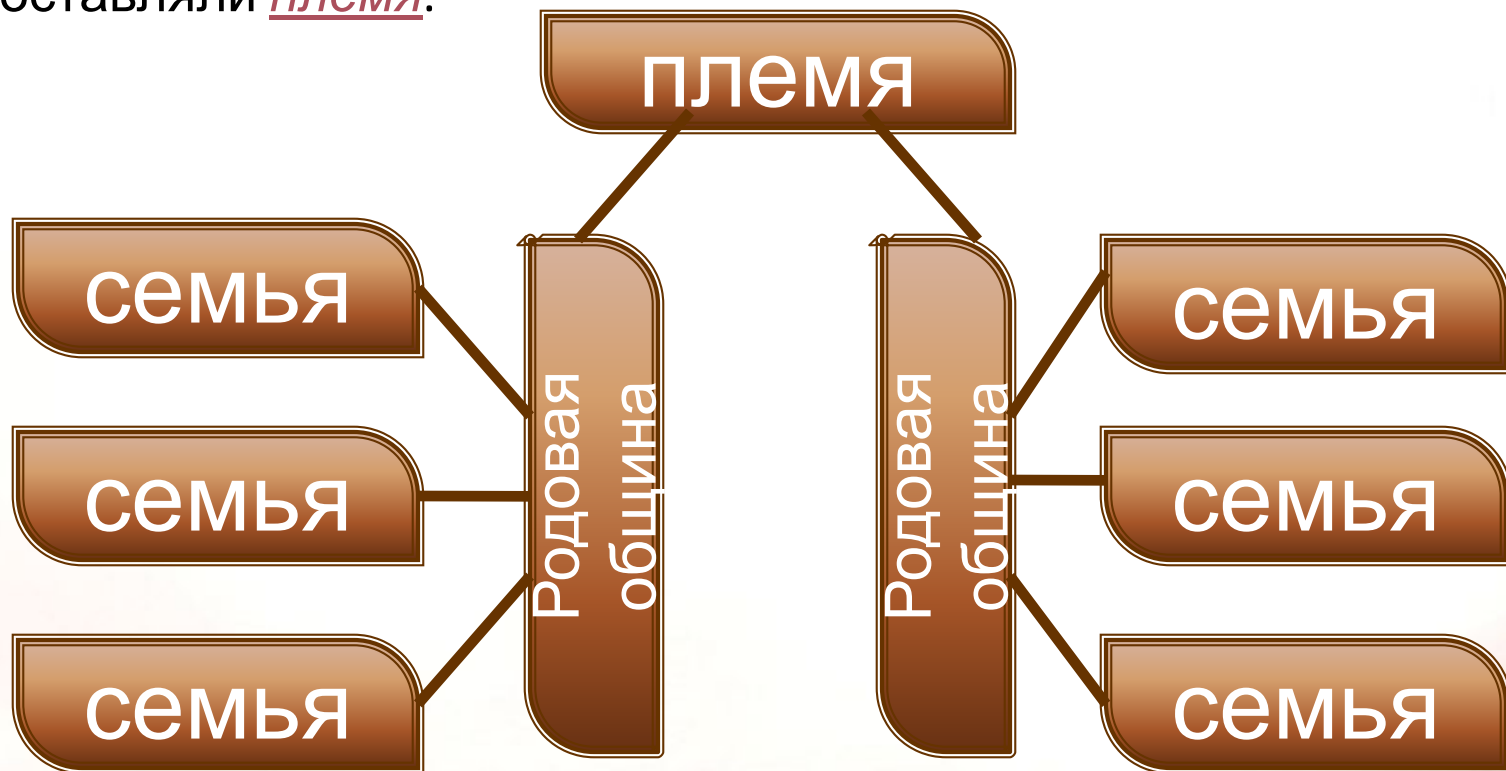 оставляли племя.
племя
семья
семья
семья
Родовая
община
Родовая
община
семья
семья
семья